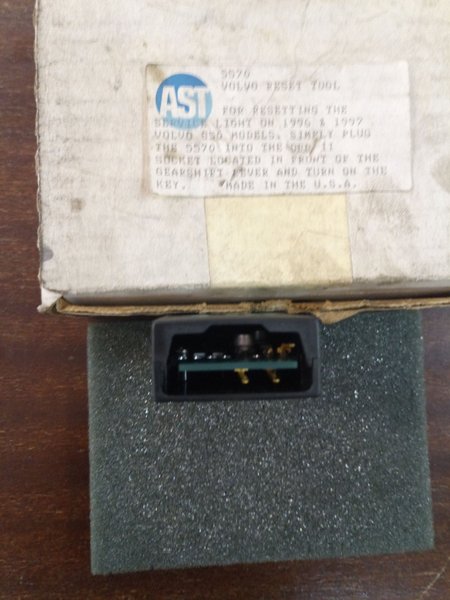 AST
5570
VOLVO RESET TOOL
FOR RESETTING THE
SERVICE LIGHT ON 1996 & 1997
VOLVO 850 MODELS. SIMPLY PLUG
THE 5570 INTO THE OBD II
SOCKET LOCATED IN FRONT OF THE
GEARSHIFT LEVER AND TURN ON THE
KEY. MADE IN THE U.S.A.